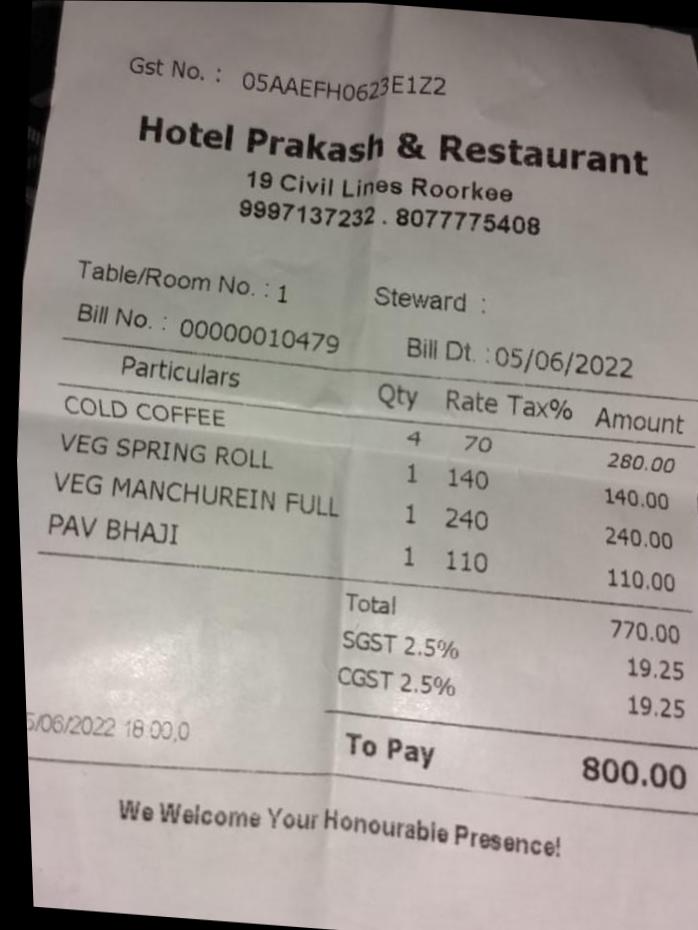 Gst No. : 05AAEFH0623E1Z2
Hotel Prakash & Restaurant
19 Civil Lines Roorkee
9997137232 . 8077775408
Table/Room No. : 1 Steward :
Bill No. : 00000010479 Bill Dt. : 05/06/2022
Particulars Qty Rate Tax% Amount
COLD COFFEE 4 70 280.00
VEG SPRING ROLL 1 140 140.00
VEG MANCHUREIN FULL 1 240 240.00
PAV BHAJI 1 110 110.00
Total 770.00
SGST 2.5% 19.25
CGST 2.5% 19.25
5/06/2022 18:00,0
To Pay 800.00
We Welcome Your Honourable Presence!